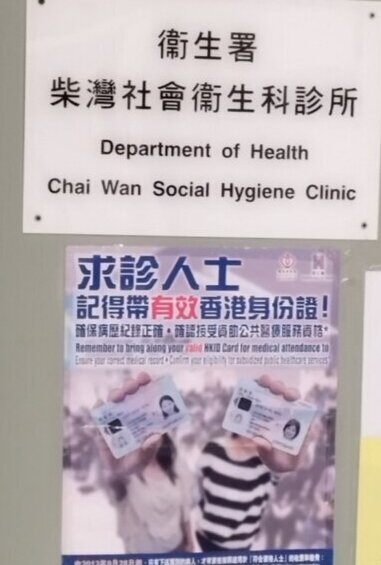 衞生署
柴灣社會衞生科診所
Department of Health
Chai Wan Social Hygiene Clinic
求診人士
記得帶有效香港身份證!
確保病歷紀錄正確，確認接受資助公共醫療服務資格*
Remember to bring along your valid HKID Card for medical attendance to
Ensure your correct medical record • Confirm your eligibility for subsidized public healthcare services*